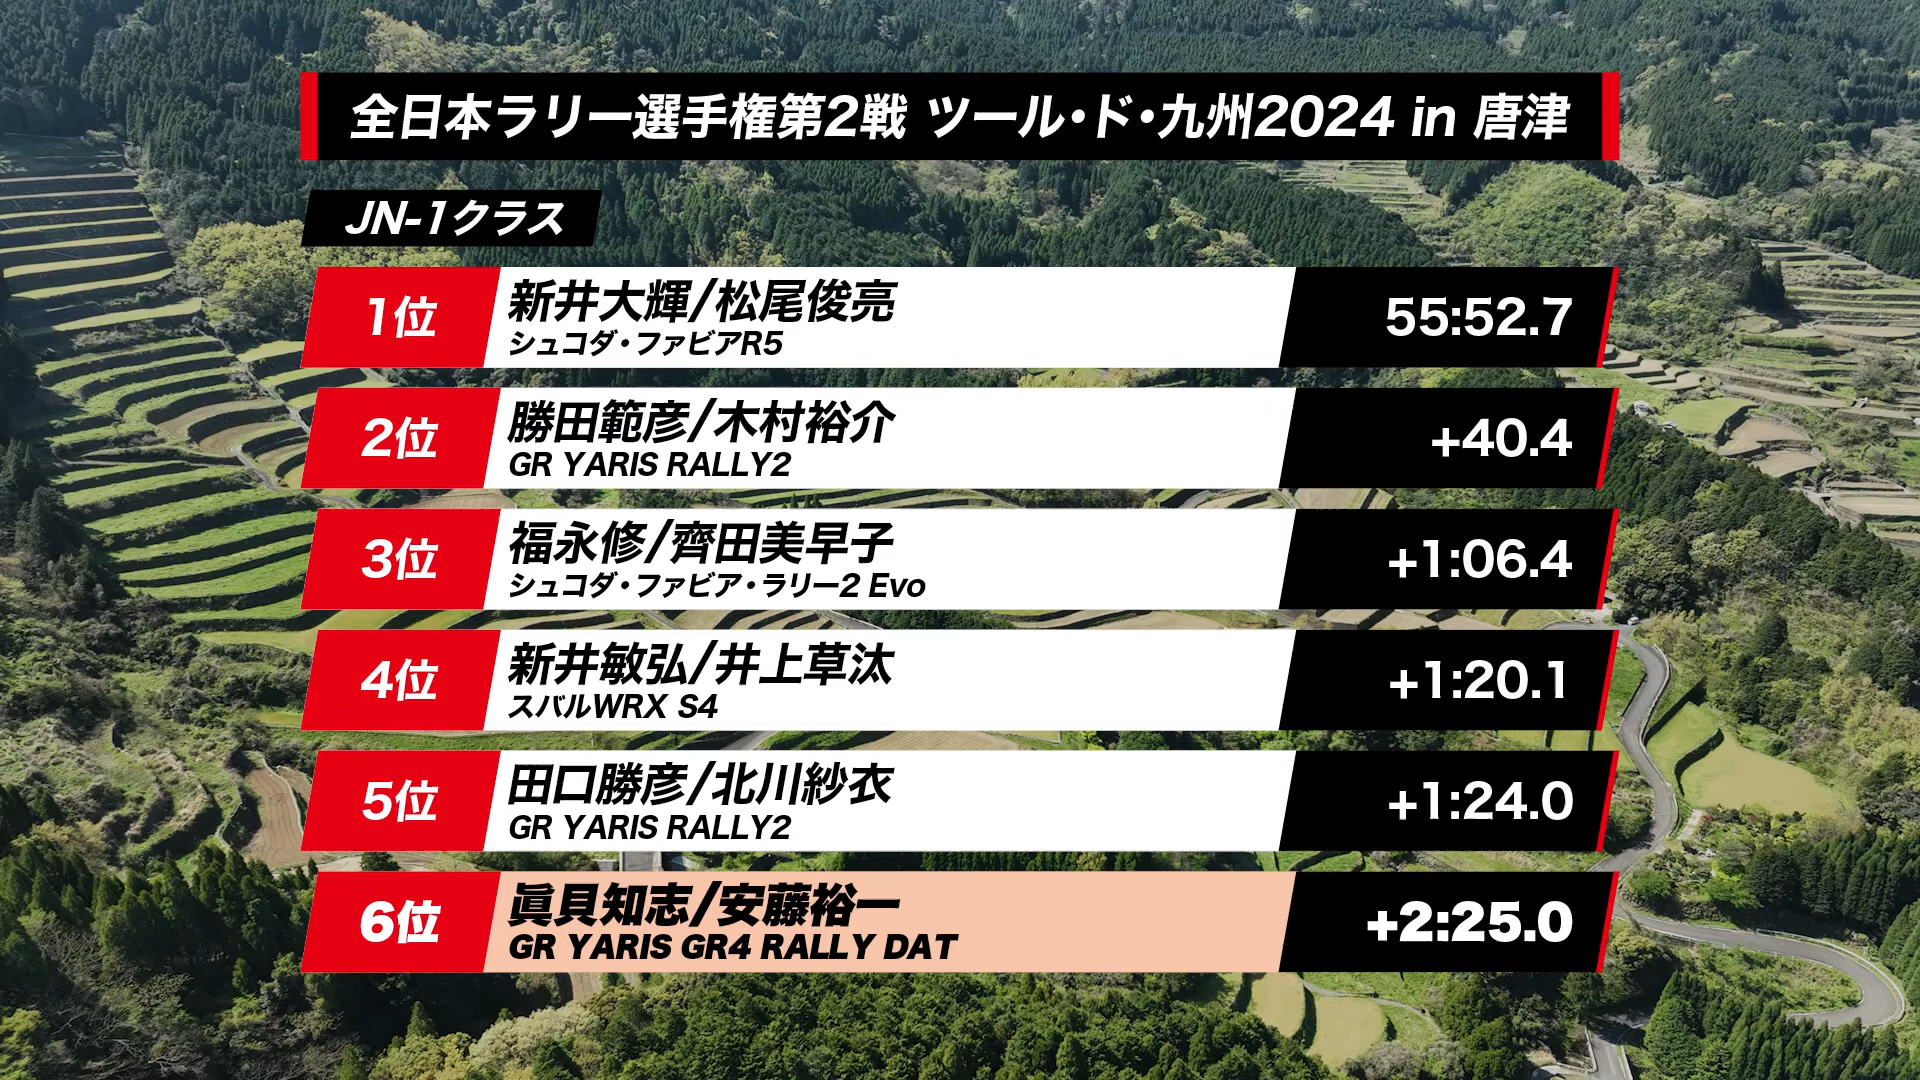 全日本ラリー選手権第2戦 ツール・ド・九州2024 in 唐津
JN-1クラス
1位
新井大輝/松尾俊亮
シュコダ・ファビアR5
55:52.7
2位
勝田範彦/木村裕介
GR YARIS RALLY2
+40.4
3位
福永修/齊田美早子
シュコダ・ファビア・ラリー2 Evo
+1:06.4
4位
新井敏弘/井上草汰
スバルWRX S4
+1:20.1
5位
田口勝彦/北川紗衣
GR YARIS RALLY2
+1:24.0
6位
眞貝知志/安藤裕一
GR YARIS GR4 RALLY DAT
+2:25.0